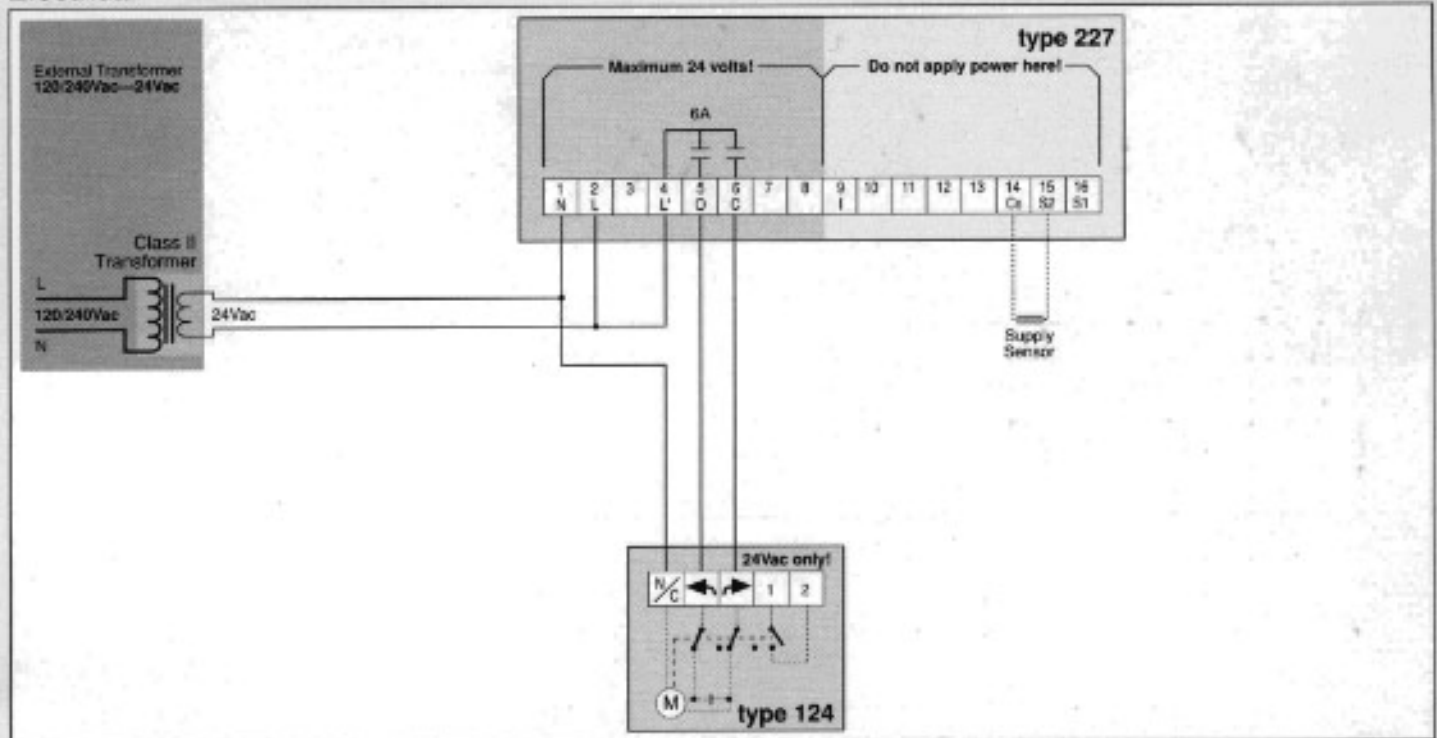 type 227
External Transformer
120/240Vac—24Vac
Maximum 24 volts!
Do not apply power here!
6A
1 2 3 4 5 6 7 8 9 10 11 12 13 14 15 16
N L L' O C I Cs S2 S1
Class II
Transformer
L
120/240Vac
24Vac
N
Supply
Sensor
24Vac only!
N/C 1 2
M
type 124